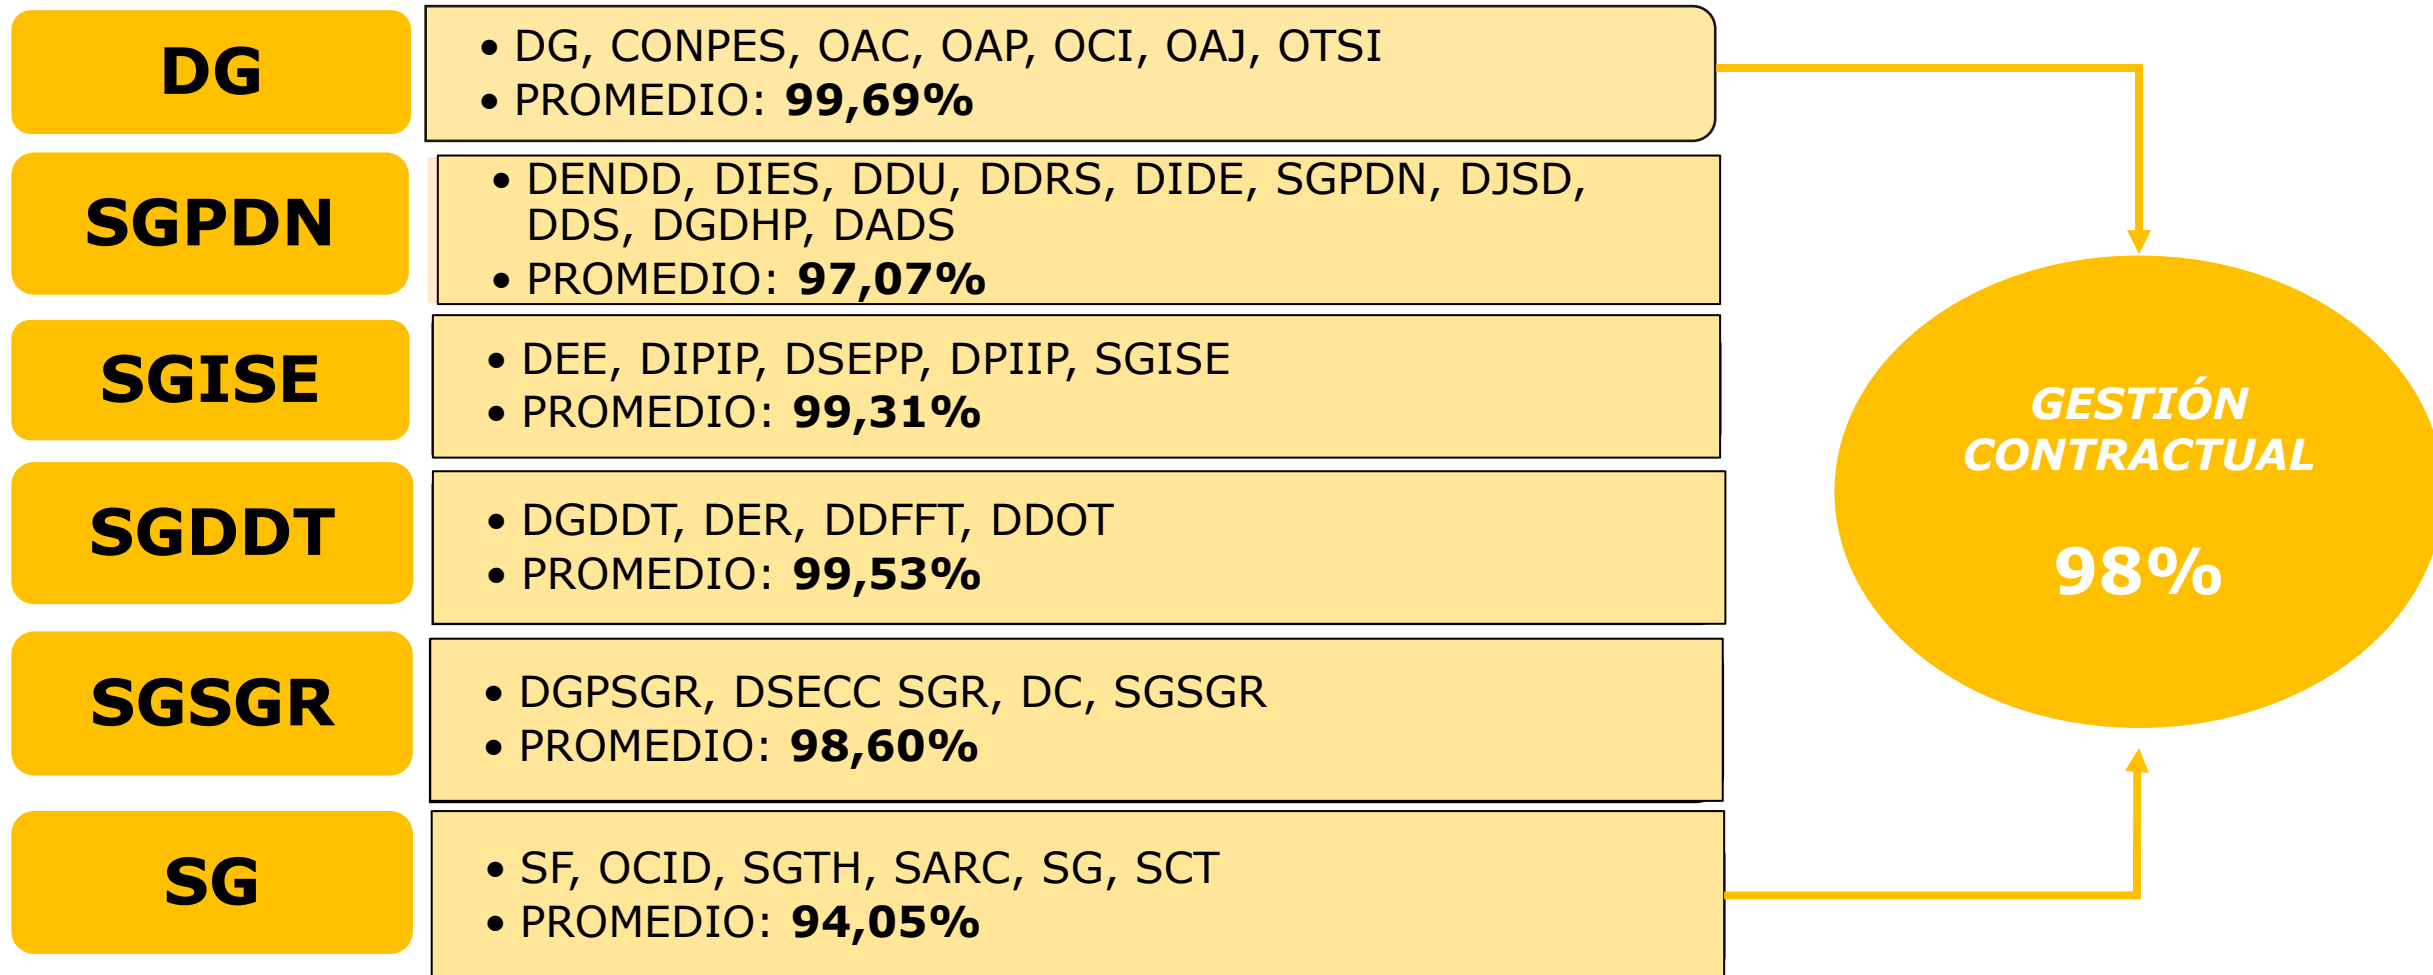 DG
• DG, CONPES, OAC, OAP, OCI, OAJ, OTSI
• PROMEDIO: 99,69%
SGPDN
• DENDD, DIES, DDU, DDRS, DIDE, SGPDN, DJSD,
DDS, DGDHP, DADS
• PROMEDIO: 97,07%
SGISE
• DEE, DIPIP, DSEPP, DPIIP, SGISE
• PROMEDIO: 99,31%
SGDDT
• DGDDT, DER, DDFFT, DDOT
• PROMEDIO: 99,53%
SGSGR
• DGPSGR, DSECC SGR, DC, SGSGR
• PROMEDIO: 98,60%
SG
• SF, OCID, SGTH, SARC, SG, SCT
• PROMEDIO: 94,05%
GESTIÓN
CONTRACTUAL
98%